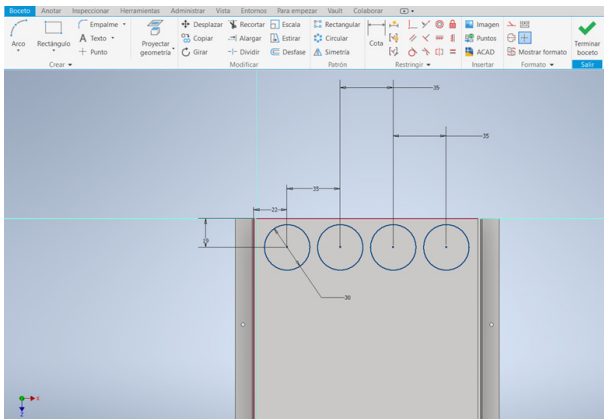 Boceto Anotar Inspeccionar Herramientas Administrar Vista Entornos Para empezar Vault Colaborar
Arco
Rectángulo
Empalme
Texto
Punto
Proyectar geometría
Desplazar
Copiar
Girar
Recortar
Alargar
Dividir
Escala
Estirar
Desfase
Rectangular
Circular
Simetría
Cota
Imagen
Puntos
ACAD
Mostrar formato
Terminar boceto
Crear Modificar Patrón Restringir Insertar Formato Salir
35
35
35
22
19
30
X
Z